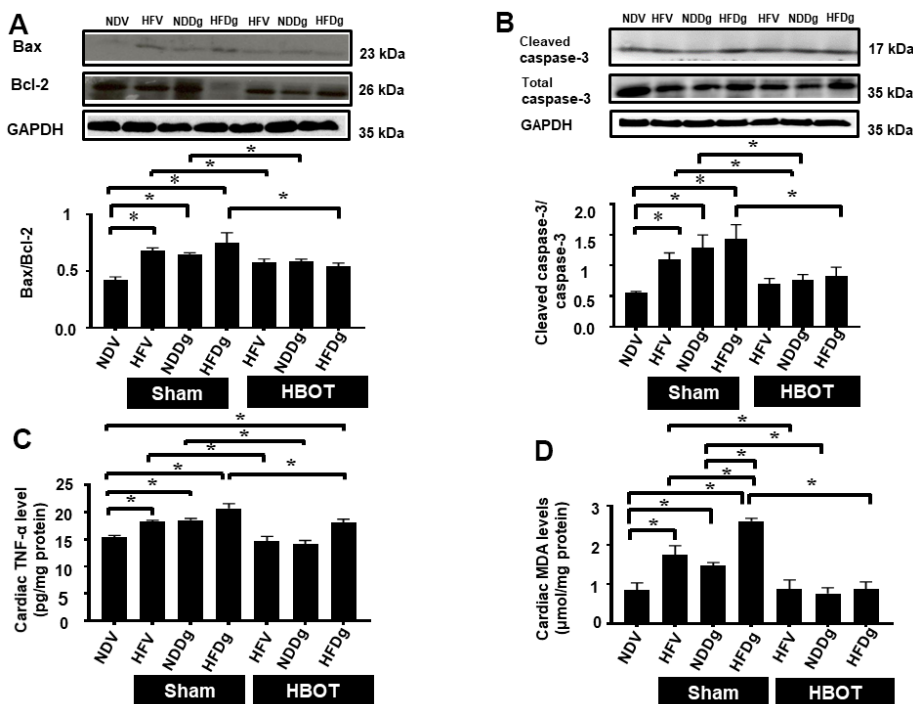 A
NDV HFV NDDg HFDg HFV NDDg HFDg
Bax
23 kDa
Bcl-2
26 kDa
GAPDH
35 kDa
*
*
*
*
*
*
Bax/Bcl-2
1
0.5
0.0
NDV HFV NDDg HFDg HFV NDDg HFDg
Sham HBOT
B
NDV HFV NDDg HFDg HFV NDDg HFDg
Cleaved
caspase-3
17 kDa
Total
caspase-3
35 kDa
GAPDH
35 kDa
*
*
*
*
*
*
Cleaved caspase-3/
caspase-3
2.0
1.5
1.0
0.5
0.0
NDV HFV NDDg HFDg HFV NDDg HFDg
Sham HBOT
C
*
*
*
*
*
*
*
Cardiac TNF-α level
(pg/mg protein)
25
20
15
10
5
0
NDV HFV NDDg HFDg HFV NDDg HFDg
Sham HBOT
D
*
*
*
*
*
*
*
*
Cardiac MDA levels
(µmol/mg protein)
3
2
1
0
NDV HFV NDDg HFDg HFV NDDg HFDg
Sham HBOT